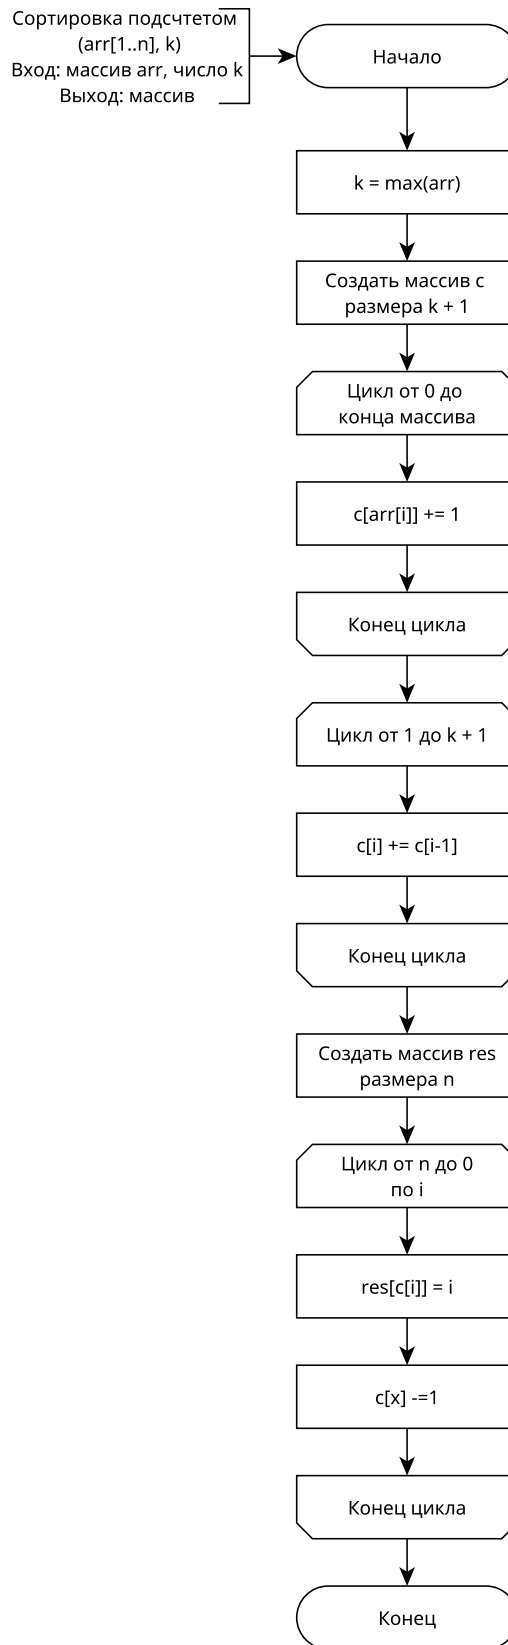 Сортировка подсчтетом
(arr[1..n], k)
Вход: массив arr, число k
Выход: массив
Начало
k = max(arr)
Создать массив c
размера k + 1
Цикл от 0 до
конца массива
c[arr[i]] += 1
Конец цикла
Цикл от 1 до k + 1
c[i] += c[i-1]
Конец цикла
Создать массив res
размера n
Цикл от n до 0
по i
res[c[i]] = i
c[x] -=1
Конец цикла
Конец